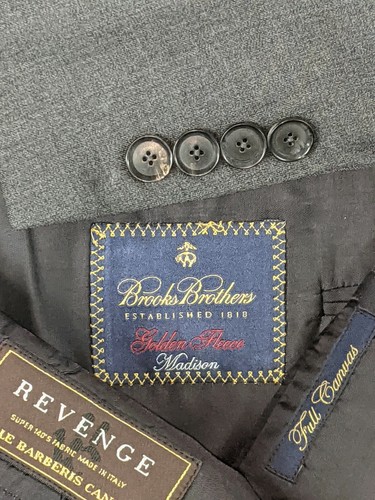 Brooks Brothers
ESTABLISHED 1818
Golden Fleece
Madison
Full Canvas
REVENGE
SUPER 140'S FABRIC MADE IN ITALY
LE BARBERIS CAN